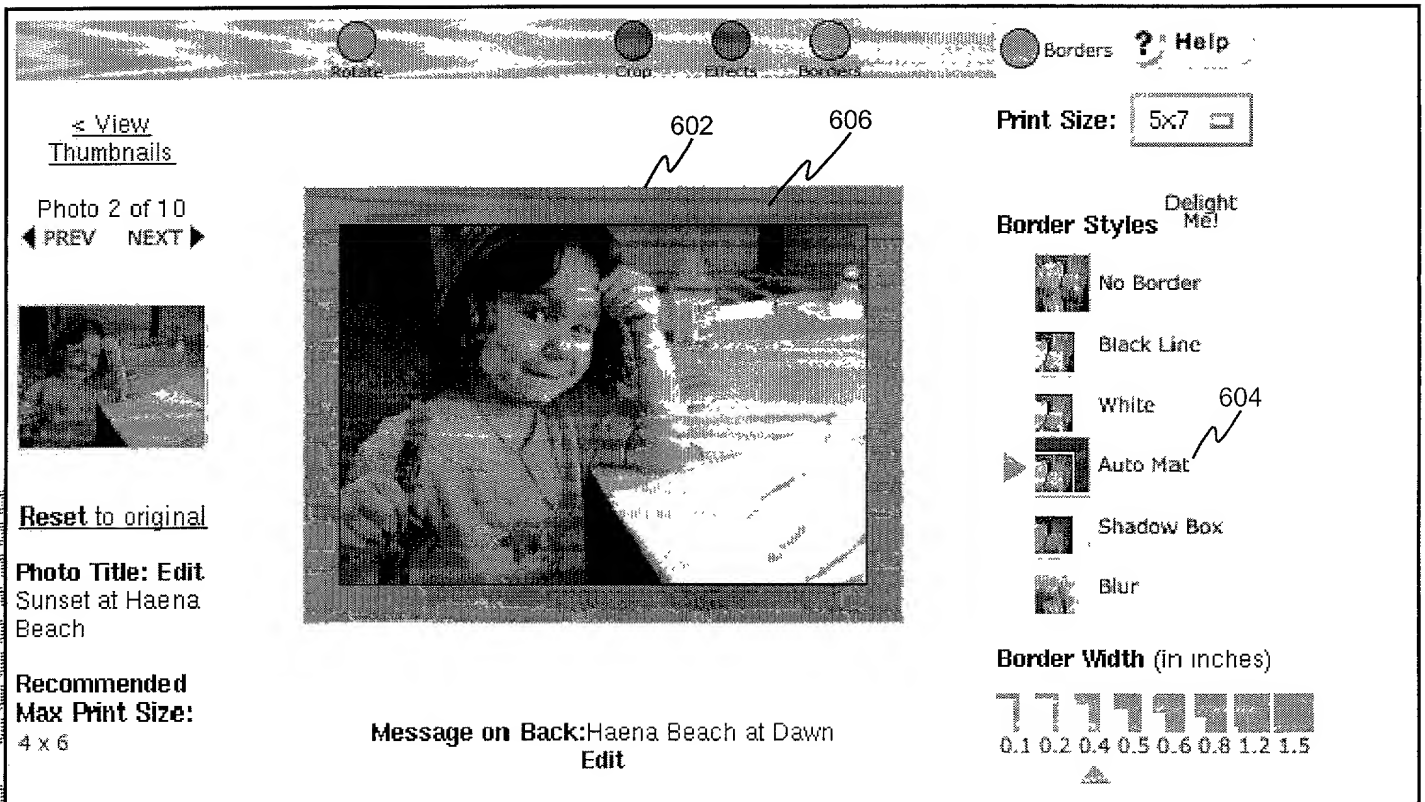 Rotate
Crop
Effects
Borders
Borders
? Help
< View
Thumbnails
Photo 2 of 10
PREV NEXT
Reset to original
Photo Title: Edit
Sunset at Haena
Beach
Recommended
Max Print Size:
4 x 6
602
606
Message on Back:Haena Beach at Dawn
Edit
Print Size: 5x7
Delight
Me!
Border Styles
No Border
Black Line
White
604
Auto Mat
Shadow Box
Blur
Border Width (in inches)
0.1 0.2 0.4 0.5 0.6 0.8 1.2 1.5